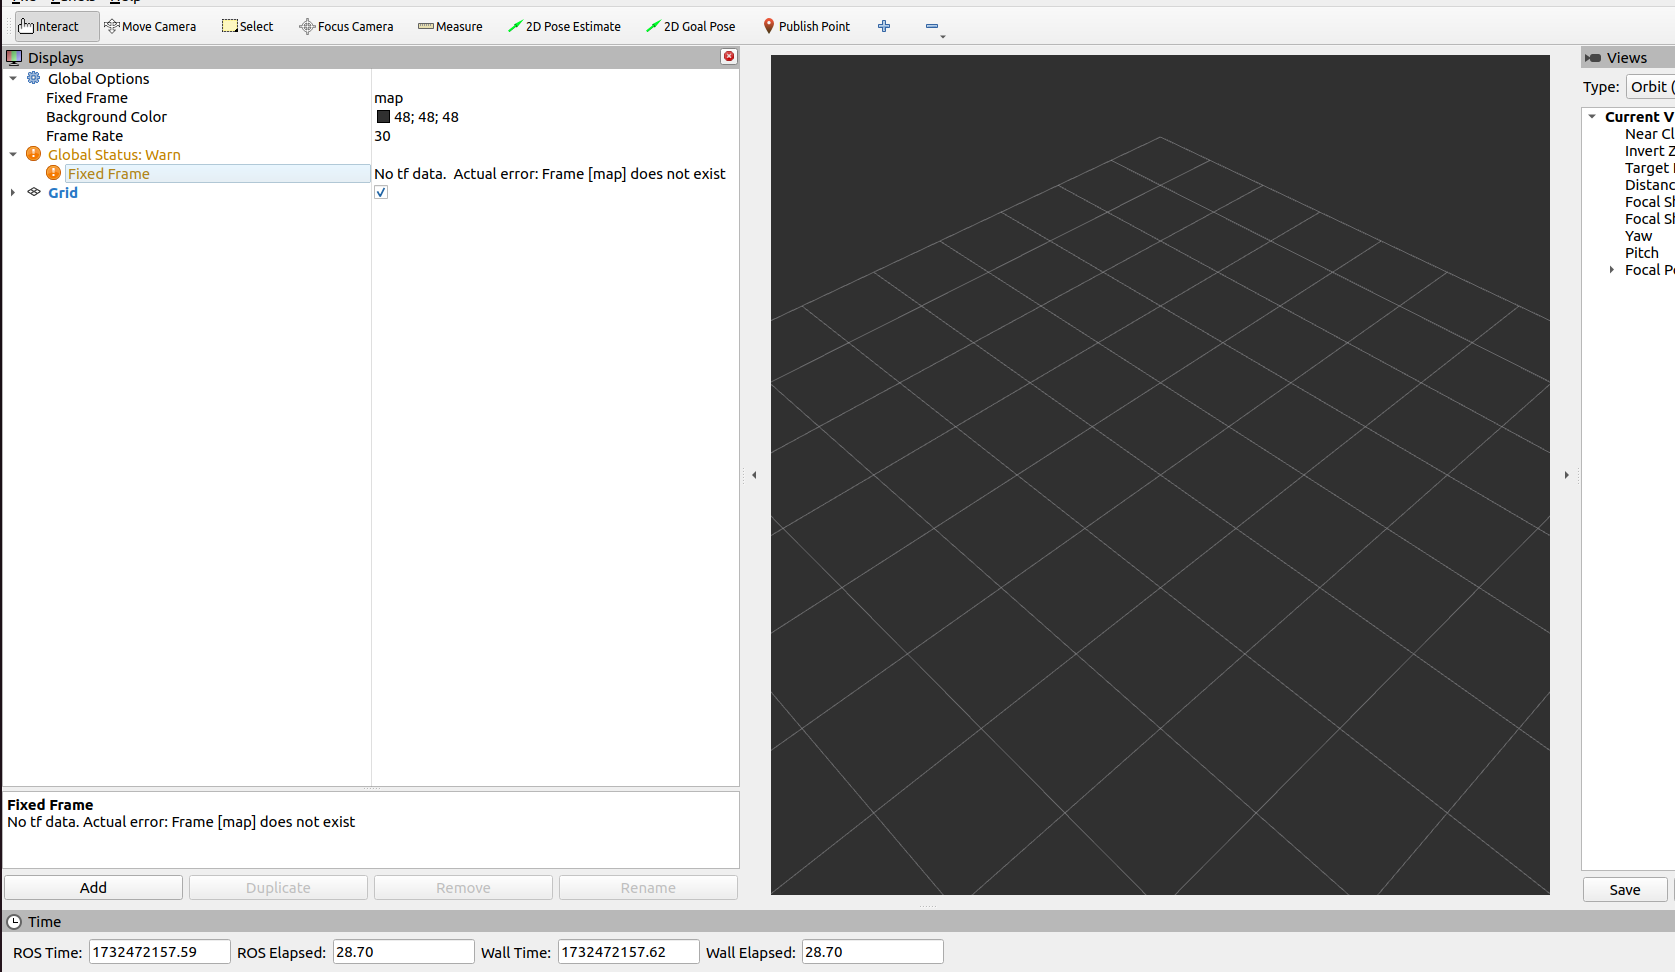 Interact Move Camera Select Focus Camera Measure 2D Pose Estimate 2D Goal Pose Publish Point
Displays
Global Options
Fixed Frame map
Background Color 48; 48; 48
Frame Rate 30
Global Status: Warn
Fixed Frame No tf data.  Actual error: Frame [map] does not exist
Grid
Fixed Frame
No tf data. Actual error: Frame [map] does not exist
Add Duplicate Remove Rename
Views
Type: Orbit (
Current V
Near Cl
Invert Z
Target
Distanc
Focal Sh
Focal Sh
Yaw
Pitch
Focal Po
Save
Time
ROS Time: 1732472157.59 ROS Elapsed: 28.70 Wall Time: 1732472157.62 Wall Elapsed: 28.70